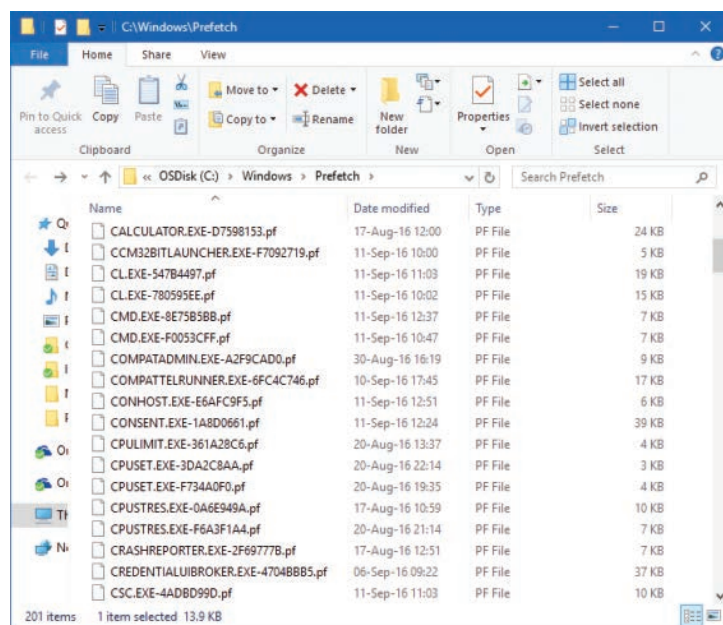 C:\Windows\Prefetch
File Home Share View
Pin to Quick access
Copy
Paste
Move to
Copy to
Delete
Rename
New folder
Properties
Select all
Select none
Invert selection
Clipboard Organize New Open Select
« OSDisk (C:) > Windows > Prefetch >
Search Prefetch
Name Date modified Type Size
CALCULATOR.EXE-D7598153.pf 17-Aug-16 12:00 PF File 24 KB
CCM32BITLAUNCHER.EXE-F7092719.pf 11-Sep-16 10:00 PF File 5 KB
CL.EXE-547B4497.pf 11-Sep-16 11:03 PF File 19 KB
CL.EXE-780595EE.pf 11-Sep-16 10:02 PF File 15 KB
CMD.EXE-8E75B5BB.pf 11-Sep-16 12:37 PF File 7 KB
CMD.EXE-F0053CFF.pf 11-Sep-16 10:47 PF File 7 KB
COMPATADMIN.EXE-A2F9CAD0.pf 30-Aug-16 16:19 PF File 9 KB
COMPATTELRUNNER.EXE-6FC4C746.pf 10-Sep-16 17:45 PF File 17 KB
CONHOST.EXE-E6AFC9F5.pf 11-Sep-16 12:51 PF File 6 KB
CONSENT.EXE-1A8D0661.pf 11-Sep-16 12:24 PF File 39 KB
CPULIMIT.EXE-361A28C6.pf 20-Aug-16 13:37 PF File 4 KB
CPUSET.EXE-3DA2C8AA.pf 20-Aug-16 22:14 PF File 3 KB
CPUSET.EXE-F734A0F0.pf 20-Aug-16 19:35 PF File 4 KB
CPUSTRES.EXE-0A6E949A.pf 17-Aug-16 10:59 PF File 10 KB
CPUSTRES.EXE-F6A3F1A4.pf 20-Aug-16 21:14 PF File 7 KB
CRASHREPORTER.EXE-2F69777B.pf 17-Aug-16 12:51 PF File 7 KB
CREDENTIALUIBROKER.EXE-4704BBB5.pf 06-Sep-16 09:22 PF File 37 KB
CSC.EXE-4ADBD99D.pf 11-Sep-16 11:03 PF File 10 KB
201 items 1 item selected 13.9 KB